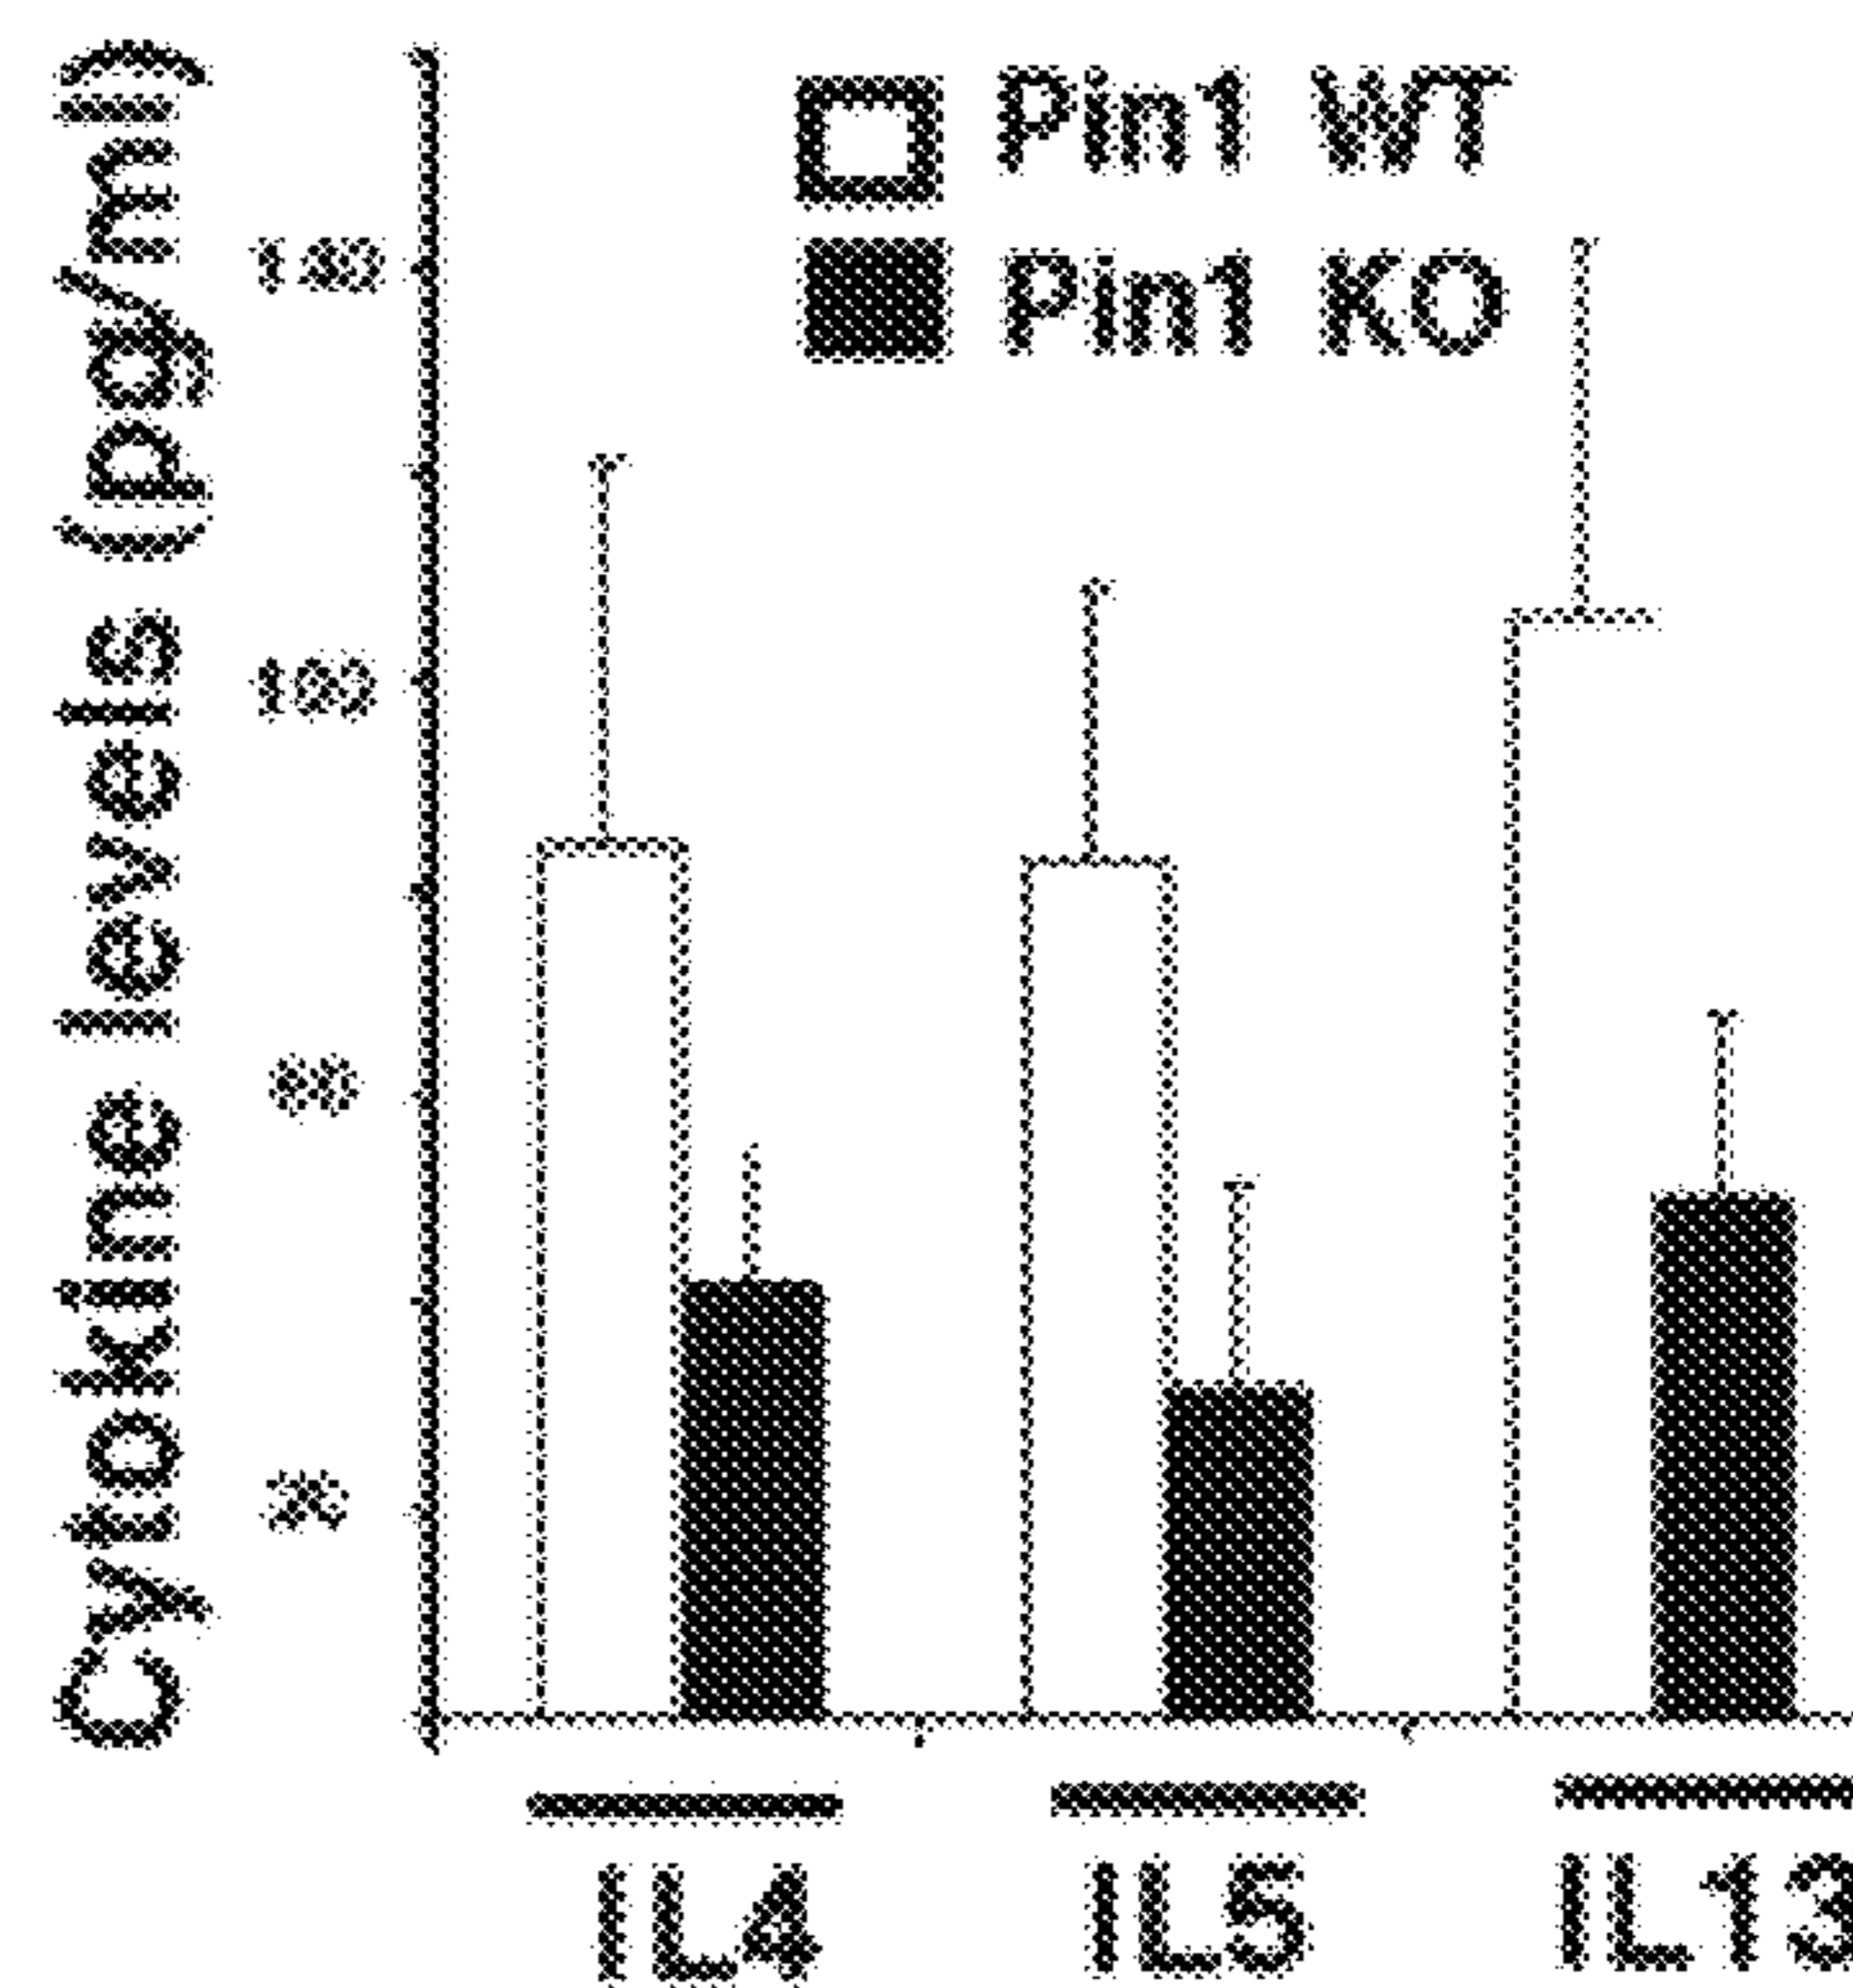 Cytokine levels (pg/ml)
Pin1 WT
Pin1 KO
IL4
IL5
IL13